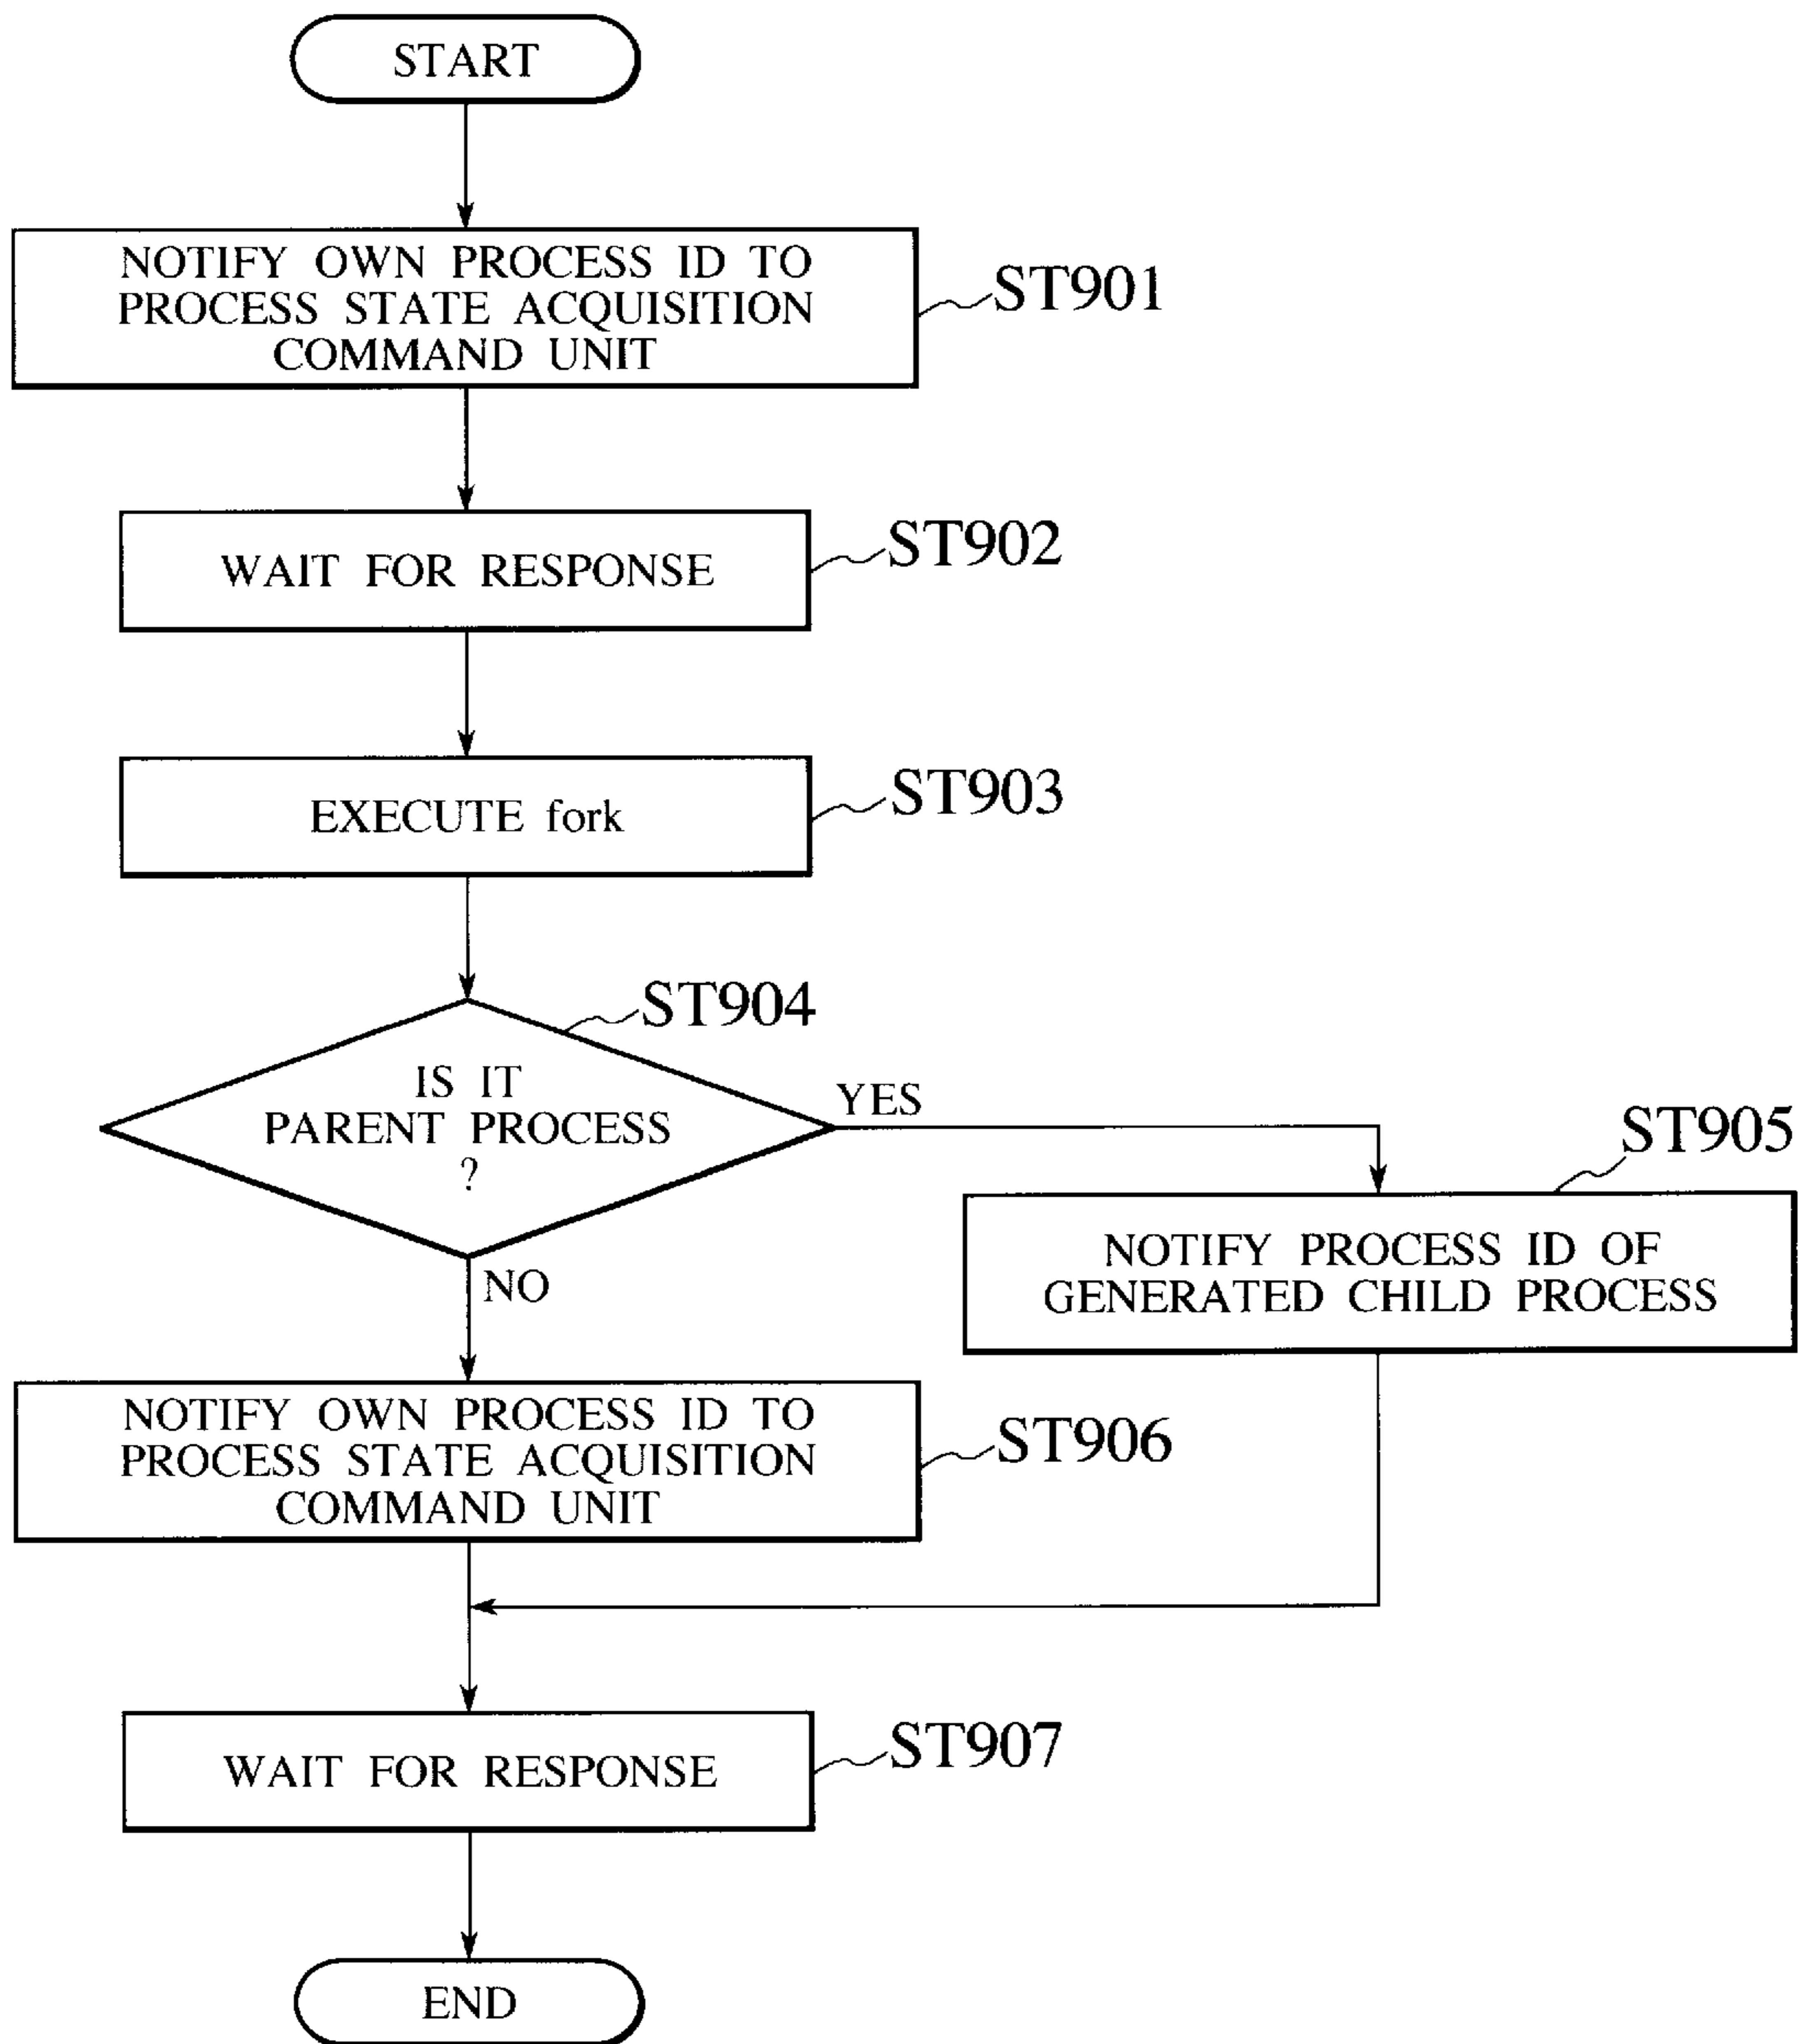 START
NOTIFY OWN PROCESS ID TO
PROCESS STATE ACQUISITION
COMMAND UNIT
ST901
WAIT FOR RESPONSE
ST902
EXECUTE fork
ST903
ST904
IS IT
PARENT PROCESS
?
YES
NO
ST905
NOTIFY PROCESS ID OF
GENERATED CHILD PROCESS
NOTIFY OWN PROCESS ID TO
PROCESS STATE ACQUISITION
COMMAND UNIT
ST906
WAIT FOR RESPONSE
ST907
END